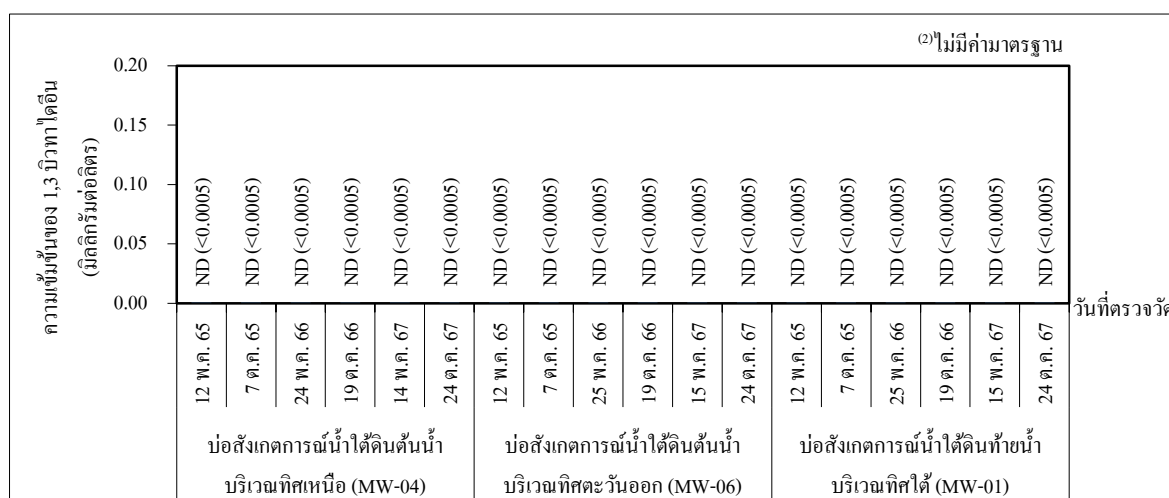 (2)ไม่มีค่ามาตรฐาน
ความเข้มข้นของ 1,3 บิวทาไดอีน
(มิลลิกรัมต่อลิตร)
0.20
0.15
0.10
0.05
0.00
ND (<0.0005) ND (<0.0005) ND (<0.0005) ND (<0.0005) ND (<0.0005) ND (<0.0005) ND (<0.0005) ND (<0.0005) ND (<0.0005) ND (<0.0005) ND (<0.0005) ND (<0.0005) ND (<0.0005) ND (<0.0005) ND (<0.0005) ND (<0.0005) ND (<0.0005) ND (<0.0005)
วันที่ตรวจวัด
12 พ.ค. 65 7 ต.ค. 65 24 พ.ค. 66 19 ต.ค. 66 14 พ.ค. 67 24 ต.ค. 67 12 พ.ค. 65 7 ต.ค. 65 25 พ.ค. 66 19 ต.ค. 66 15 พ.ค. 67 24 ต.ค. 67 12 พ.ค. 65 7 ต.ค. 65 25 พ.ค. 66 19 ต.ค. 66 15 พ.ค. 67 24 ต.ค. 67
บ่อสังเกตการณ์น้ำใต้ดินต้นน้ำ บ่อสังเกตการณ์น้ำใต้ดินต้นน้ำ บ่อสังเกตการณ์น้ำใต้ดินท้ายน้ำ
บริเวณทิศเหนือ (MW-04) บริเวณทิศตะวันออก (MW-06) บริเวณทิศใต้ (MW-01)